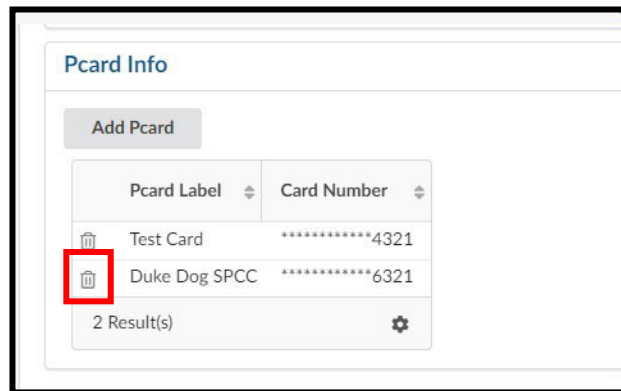 Pcard Info
Add Pcard
Pcard Label Card Number
Test Card ************4321
Duke Dog SPCC ************6321
2 Result(s)